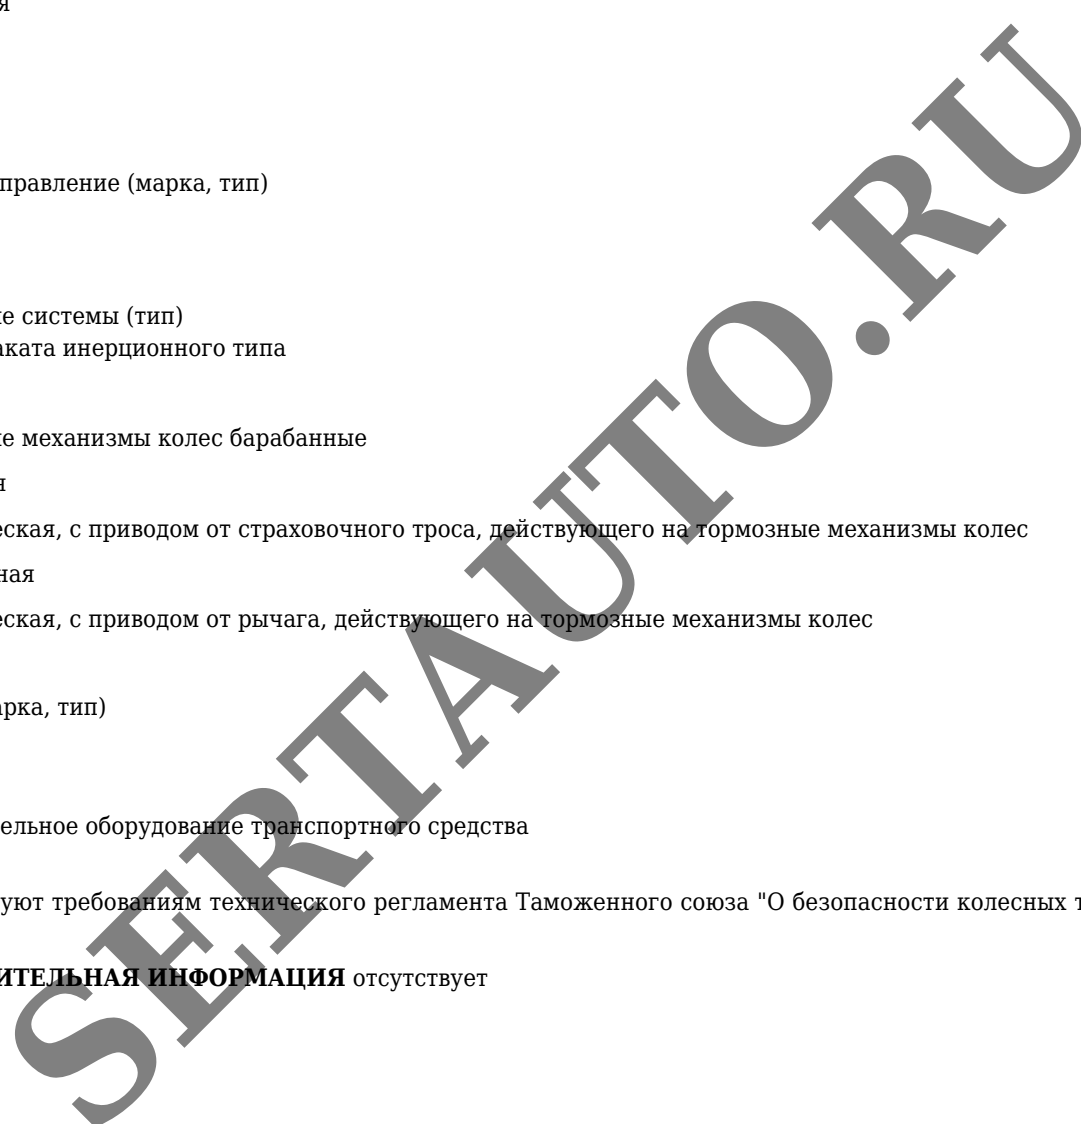 я
правление (марка, тип)
е системы (тип)
аката инерционного типа
е механизмы колес барабанные
я
еская, с приводом от страховочного троса, действующего на тормозные механизмы колес
ная
еская, с приводом от рычага, действующего на тормозные механизмы колес
арка, тип)
ельное оборудование транспортного средства
уют требованиям технического регламента Таможенного союза "О безопасности колесных т
ИТЕЛЬНАЯ ИНФОРМАЦИЯ отсутствует
SERTAUTO.RU